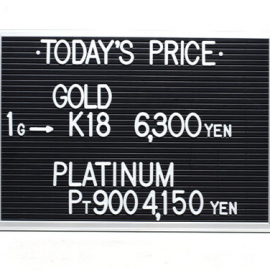 ·TODAY'S PRICE·
GOLD
1G→ K18 6,300 YEN
PLATINUM
PT900 4,150 YEN